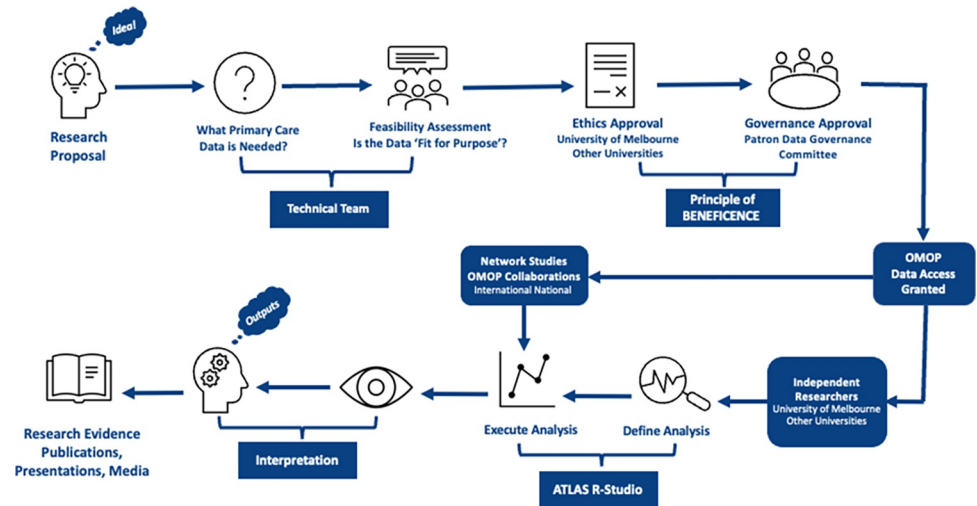 Idea!
Research
Proposal
What Primary Care
Data is Needed?
Feasibility Assessment
Is the Data ‘Fit for Purpose’?
Ethics Approval
University of Melbourne
Other Universities
Governance Approval
Patron Data Governance
Committee
Technical Team
Principle of
BENEFICENCE
Network Studies
OMOP Collaborations
International National
OMOP
Data Access
Granted
Outputs
Independent
Researchers
University of Melbourne
Other Universities
Execute Analysis
Define Analysis
Research Evidence
Publications,
Presentations, Media
Interpretation
ATLAS R-Studio